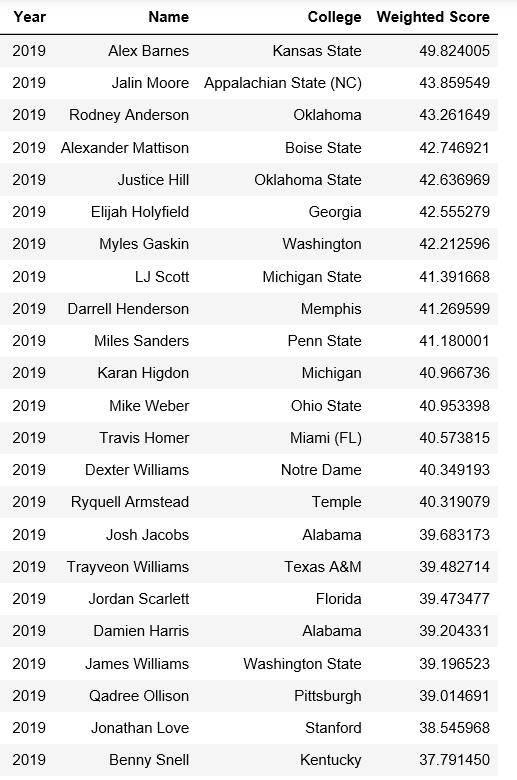 Year Name College Weighted Score
2019 Alex Barnes Kansas State 49.824005
2019 Jalin Moore Appalachian State (NC) 43.859549
2019 Rodney Anderson Oklahoma 43.261649
2019 Alexander Mattison Boise State 42.746921
2019 Justice Hill Oklahoma State 42.636969
2019 Elijah Holyfield Georgia 42.555279
2019 Myles Gaskin Washington 42.212596
2019 LJ Scott Michigan State 41.391668
2019 Darrell Henderson Memphis 41.269599
2019 Miles Sanders Penn State 41.180001
2019 Karan Higdon Michigan 40.966736
2019 Mike Weber Ohio State 40.953398
2019 Travis Homer Miami (FL) 40.573815
2019 Dexter Williams Notre Dame 40.349193
2019 Ryquell Armstead Temple 40.319079
2019 Josh Jacobs Alabama 39.683173
2019 Trayveon Williams Texas A&M 39.482714
2019 Jordan Scarlett Florida 39.473477
2019 Damien Harris Alabama 39.204331
2019 James Williams Washington State 39.196523
2019 Qadree Ollison Pittsburgh 39.014691
2019 Jonathan Love Stanford 38.545968
2019 Benny Snell Kentucky 37.791450